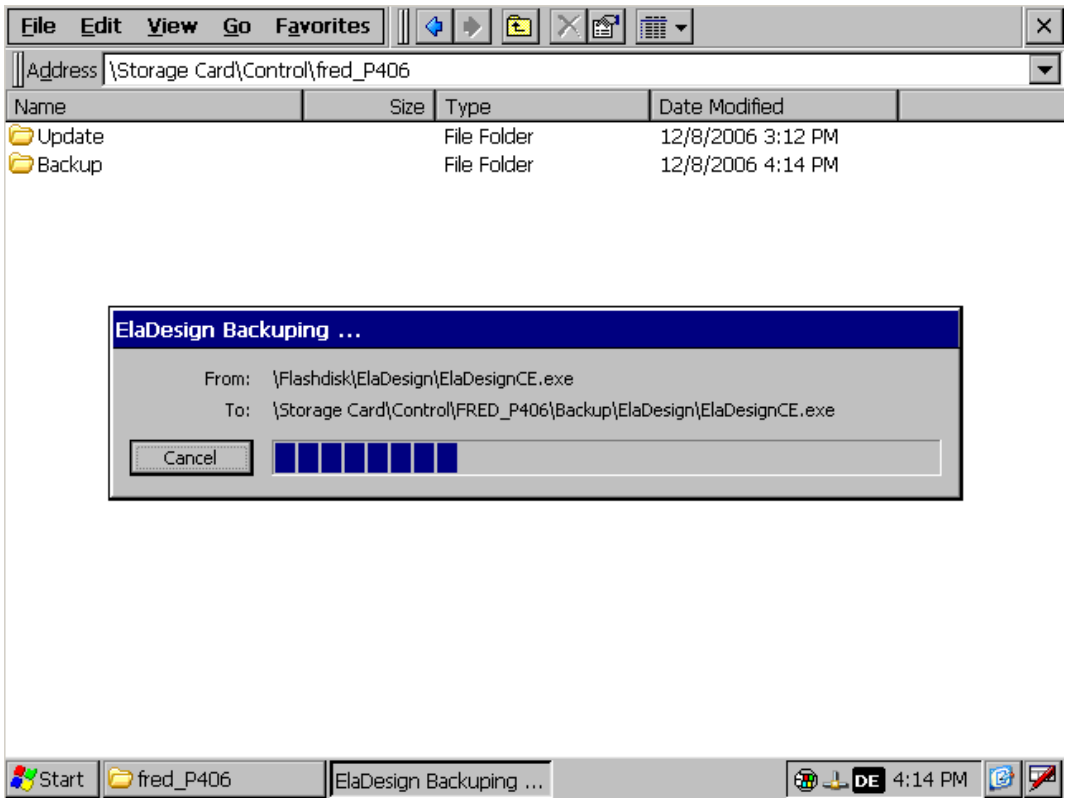 File Edit View Go Favorites
Address \Storage Card\Control\fred_P406
Name Size Type Date Modified
Update File Folder 12/8/2006 3:12 PM
Backup File Folder 12/8/2006 4:14 PM
ElaDesign Backuping ...
From: \Flashdisk\ElaDesign\ElaDesignCE.exe
To: \Storage Card\Control\FRED_P406\Backup\ElaDesign\ElaDesignCE.exe
Cancel
Start fred_P406 ElaDesign Backuping ... DE 4:14 PM